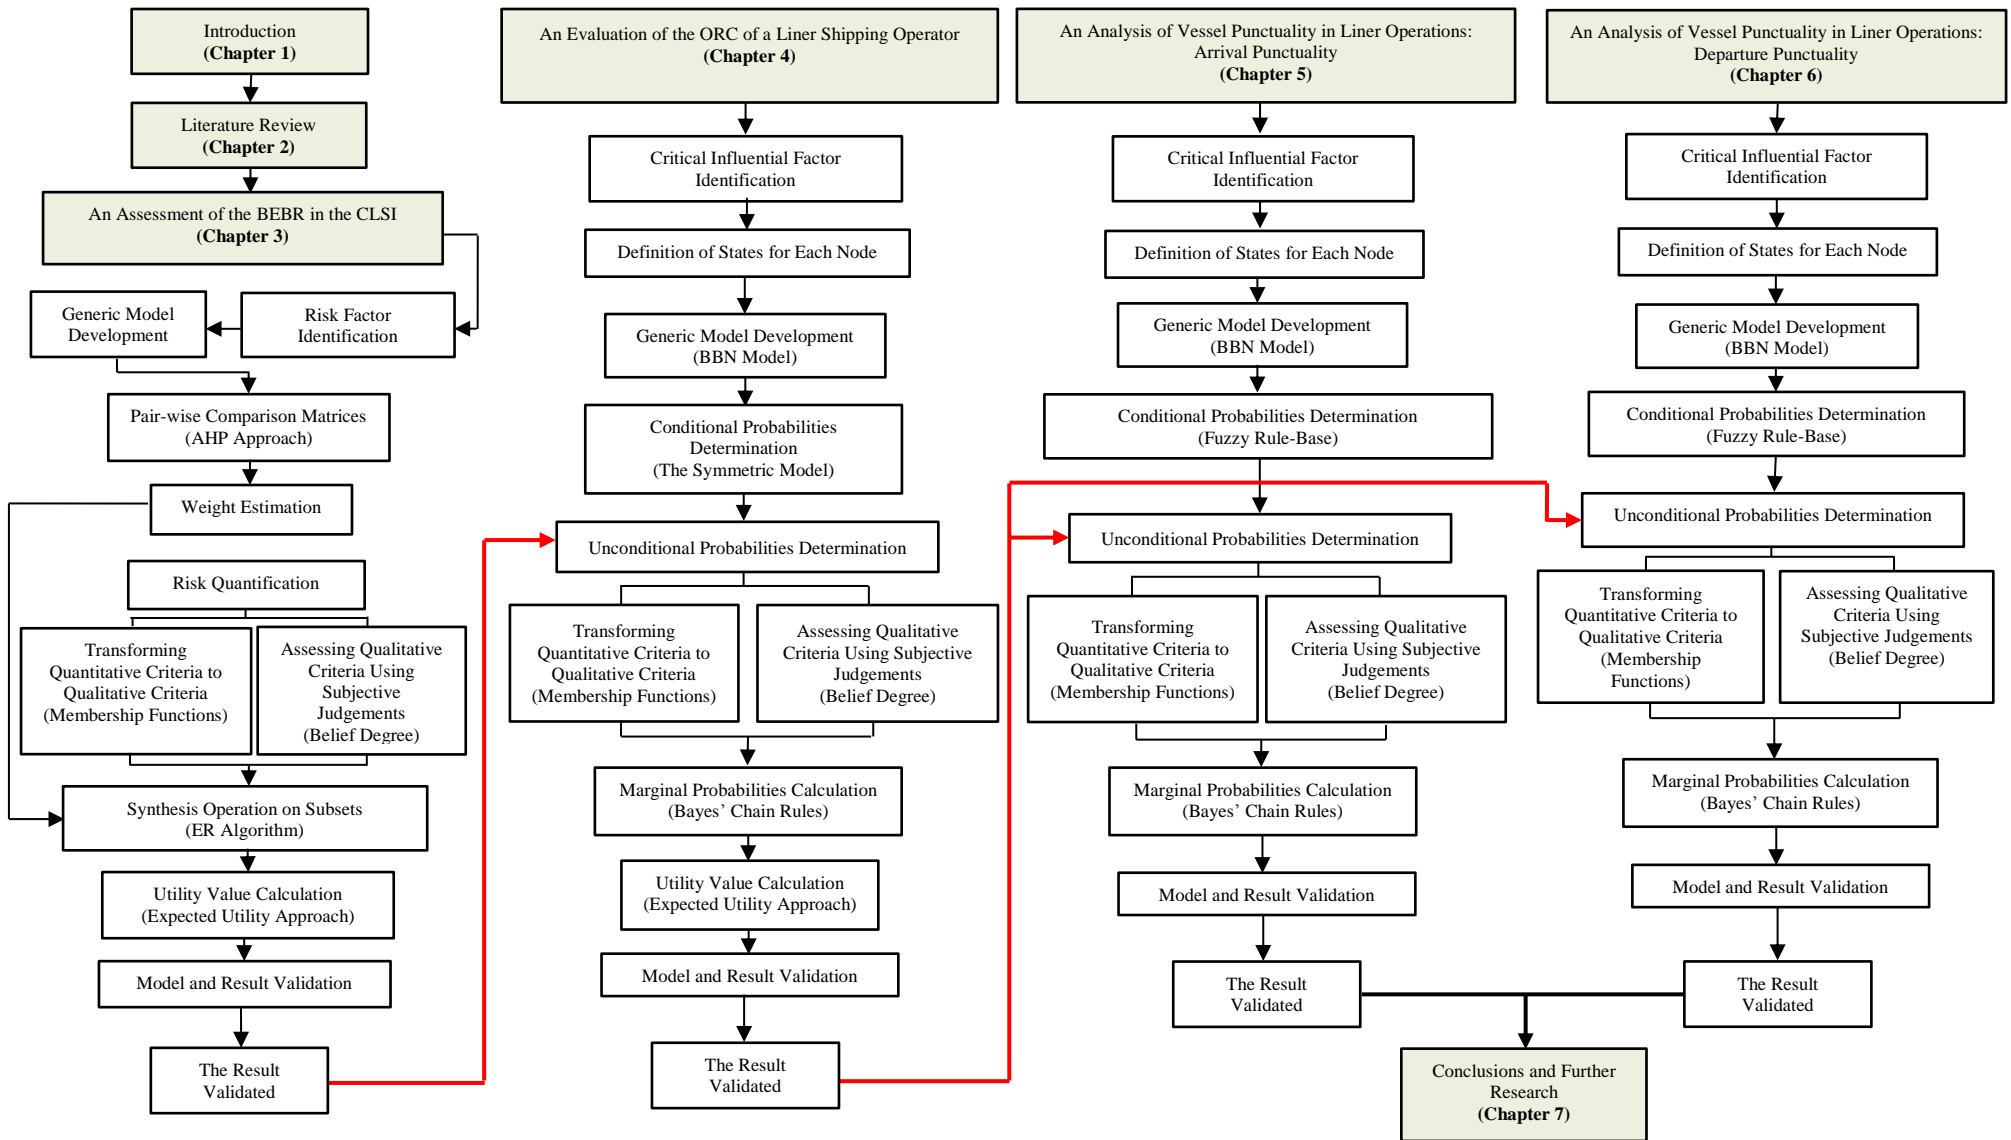 Introduction
(Chapter 1)
Literature Review
(Chapter 2)
An Assessment of the BEBR in the CLSI
(Chapter 3)
Generic Model
Development
Risk Factor
Identification
Pair-wise Comparison Matrices
(AHP Approach)
Weight Estimation
Risk Quantification
Transforming
Quantitative Criteria to
Qualitative Criteria
(Membership Functions)
Assessing Qualitative
Criteria Using
Subjective
Judgements
(Belief Degree)
Synthesis Operation on Subsets
(ER Algorithm)
Utility Value Calculation
(Expected Utility Approach)
Model and Result Validation
The Result
Validated
An Evaluation of the ORC of a Liner Shipping Operator
(Chapter 4)
Critical Influential Factor
Identification
Definition of States for Each Node
Generic Model Development
(BBN Model)
Conditional Probabilities
Determination
(The Symmetric Model)
Unconditional Probabilities Determination
Transforming
Quantitative Criteria to
Qualitative Criteria
(Membership Functions)
Assessing Qualitative
Criteria Using Subjective
Judgements
(Belief Degree)
Marginal Probabilities Calculation
(Bayes’ Chain Rules)
Utility Value Calculation
(Expected Utility Approach)
Model and Result Validation
The Result
Validated
An Analysis of Vessel Punctuality in Liner Operations:
Arrival Punctuality
(Chapter 5)
Critical Influential Factor
Identification
Definition of States for Each Node
Generic Model Development
(BBN Model)
Conditional Probabilities Determination
(Fuzzy Rule-Base)
Unconditional Probabilities Determination
Transforming
Quantitative Criteria to
Qualitative Criteria
(Membership Functions)
Assessing Qualitative
Criteria Using Subjective
Judgements
(Belief Degree)
Marginal Probabilities Calculation
(Bayes’ Chain Rules)
Model and Result Validation
The Result
Validated
An Analysis of Vessel Punctuality in Liner Operations:
Departure Punctuality
(Chapter 6)
Critical Influential Factor
Identification
Definition of States for Each Node
Generic Model Development
(BBN Model)
Conditional Probabilities Determination
(Fuzzy Rule-Base)
Unconditional Probabilities Determination
Transforming
Quantitative Criteria to
Qualitative Criteria
(Membership
Functions)
Assessing Qualitative
Criteria Using
Subjective Judgements
(Belief Degree)
Marginal Probabilities Calculation
(Bayes’ Chain Rules)
Model and Result Validation
The Result
Validated
Conclusions and Further
Research
(Chapter 7)